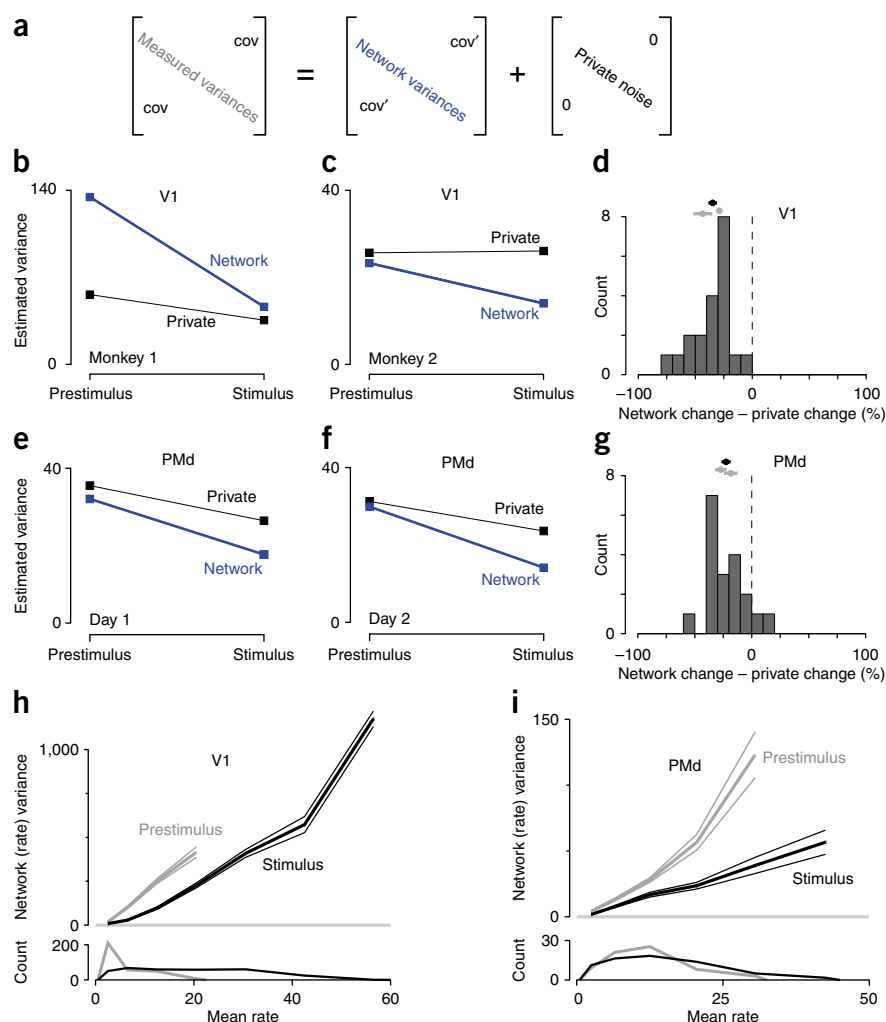 a
Measured variances
cov
cov
=
Network variances
cov′
cov′
+
Private noise
0
0
b
V1
Estimated variance
140
0
Network
Private
Monkey 1
Prestimulus
Stimulus
c
V1
40
0
Private
Network
Monkey 2
Prestimulus
Stimulus
d
V1
Count
8
0
–100
0
100
Network change – private change (%)
e
PMd
Estimated variance
40
0
Private
Network
Day 1
Prestimulus
Stimulus
f
PMd
40
0
Private
Network
Day 2
Prestimulus
Stimulus
g
PMd
Count
8
0
–100
0
100
Network change – private change (%)
h
V1
Network (rate) variance
1,000
0
Prestimulus
Stimulus
Count
200
0
0
20
40
60
Mean rate
i
PMd
Network (rate) variance
150
0
Prestimulus
Stimulus
Count
30
0
0
25
50
Mean rate